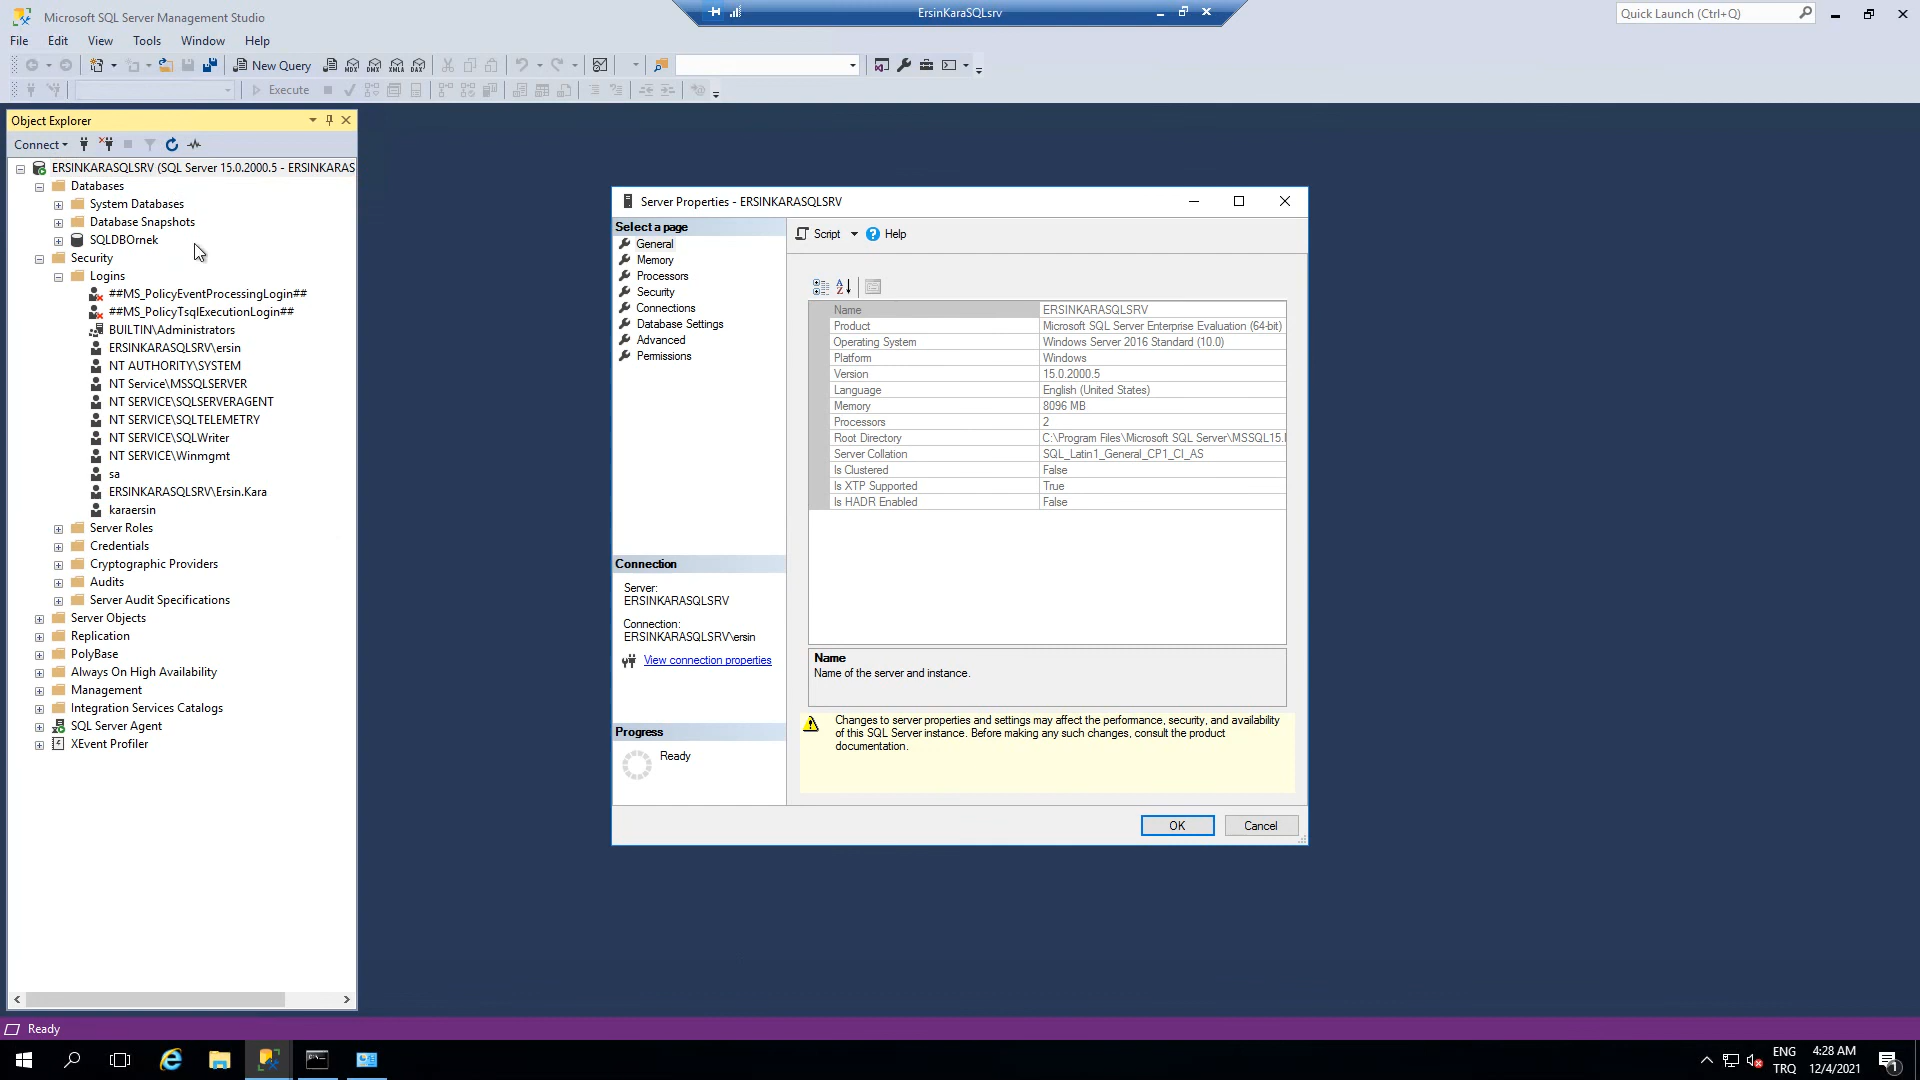 Microsoft SQL Server Management Studio
ErsinKaraSQLsrv
Quick Launch (Ctrl+Q)
File Edit View Tools Window Help
New Query
MDX DMX XMLA DAX
Execute
Object Explorer
Connect
ERSINKARASQLSRV (SQL Server 15.0.2000.5 - ERSINKARAS
Databases
System Databases
Database Snapshots
SQLDBOrnek
Security
Logins
##MS_PolicyEventProcessingLogin##
##MS_PolicyTsqlExecutionLogin##
BUILTIN\Administrators
ERSINKARASQLSRV\ersin
NT AUTHORITY\SYSTEM
NT Service\MSSQLSERVER
NT SERVICE\SQLSERVERAGENT
NT SERVICE\SQLTELEMETRY
NT SERVICE\SQLWriter
NT SERVICE\Winmgmt
sa
ERSINKARASQLSRV\Ersin.Kara
karaersin
Server Roles
Credentials
Cryptographic Providers
Audits
Server Audit Specifications
Server Objects
Replication
PolyBase
Always On High Availability
Management
Integration Services Catalogs
SQL Server Agent
XEvent Profiler
Server Properties - ERSINKARASQLSRV
Select a page
General
Memory
Processors
Security
Connections
Database Settings
Advanced
Permissions
Connection
Server:
ERSINKARASQLSRV
Connection:
ERSINKARASQLSRV\ersin
View connection properties
Progress
Ready
Script Help
Name ERSINKARASQLSRV
Product Microsoft SQL Server Enterprise Evaluation (64-bit)
Operating System Windows Server 2016 Standard (10.0)
Platform Windows
Version 15.0.2000.5
Language English (United States)
Memory 8096 MB
Processors 2
Root Directory C:\Program Files\Microsoft SQL Server\MSSQL15.
Server Collation SQL_Latin1_General_CP1_CI_AS
Is Clustered False
Is XTP Supported True
Is HADR Enabled False
Name
Name of the server and instance.
Changes to server properties and settings may affect the performance, security, and availability
of this SQL Server instance. Before making any such changes, consult the product
documentation.
OK Cancel
Ready
ENG
TRQ
4:28 AM
12/4/2021
1